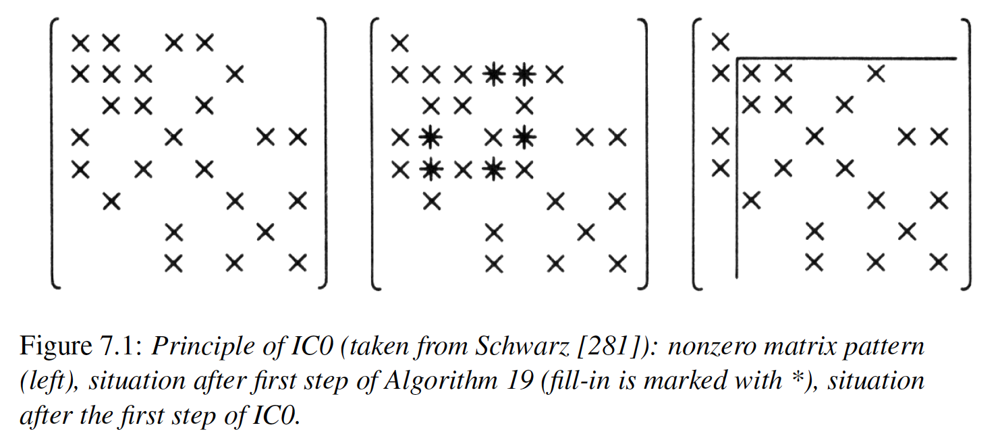 × × × ×
× × × ×
× × ×
× × × ×
× × ×
× × ×
× ×
× × ×
×
× × × * * ×
× × ×
× * × * × ×
× * × * ×
× × ×
× ×
× × ×
×
× × × ×
× × ×
× × × ×
× × ×
× × ×
× ×
× × ×
Figure 7.1: Principle of IC0 (taken from Schwarz [281]): nonzero matrix pattern
(left), situation after first step of Algorithm 19 (fill-in is marked with *), situation
after the first step of IC0.